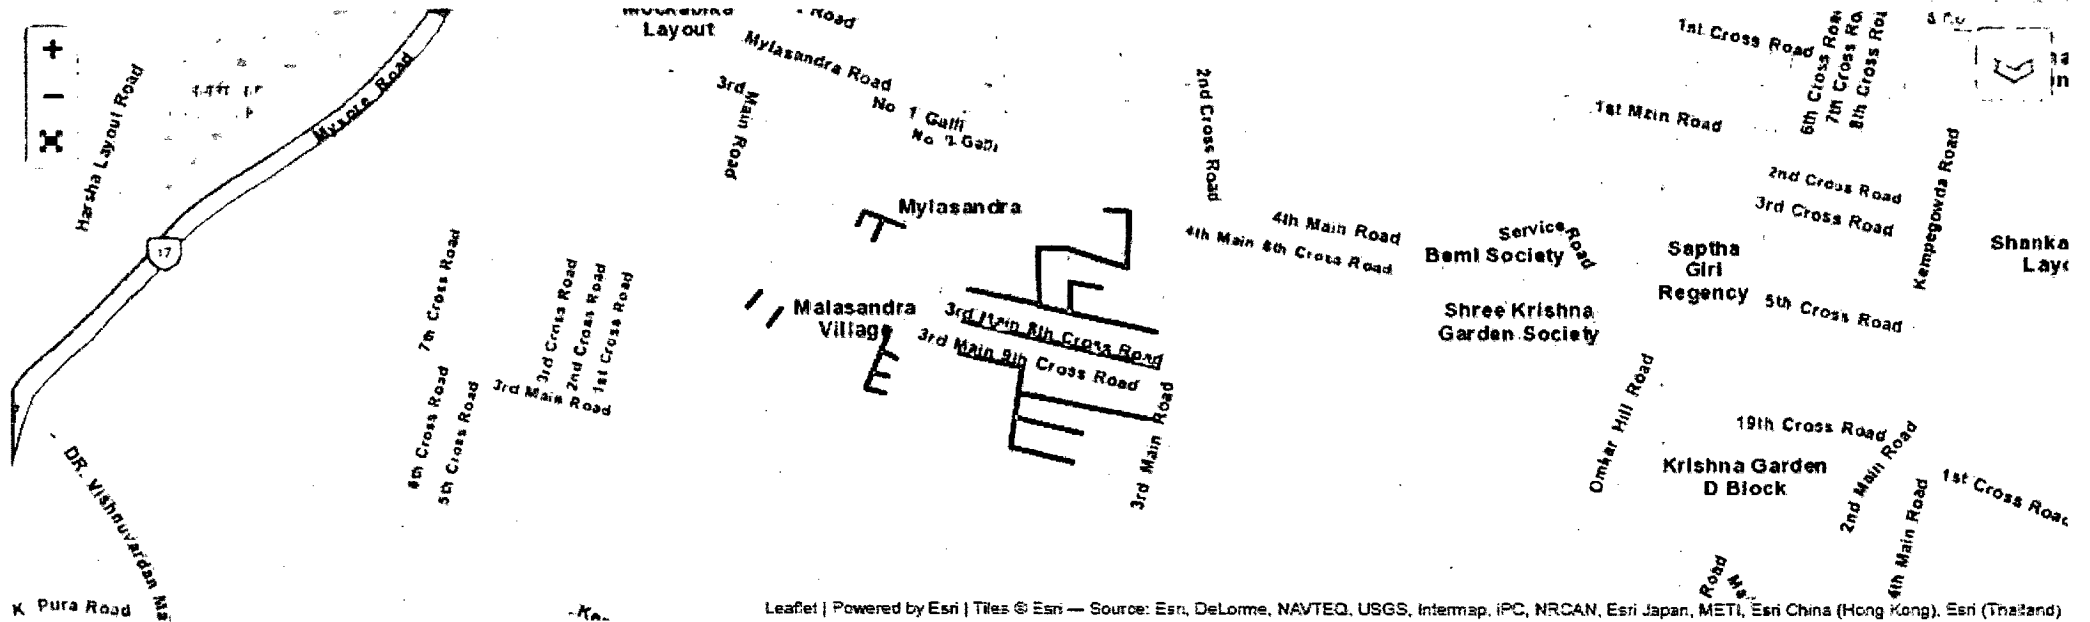 Layout
Road
Mylasandra Road
3rd Main Road
No 1 Galli
No 2 Galli
2nd Cross Road
1st Cross Road
6th Cross Road
7th Cross Road
8th Cross Road
1st Main Road
Harsha Layout Road
Mysore Road
17
Mylasandra
2nd Cross Road
3rd Cross Road
Kempegowda Road
4th Main Road
4th Main 8th Cross Road
Service Road
Beml Society
Saptha
Giri
Regency
Shanka
7th Cross Road
3rd Cross Road
2nd Cross Road
1st Cross Road
Malasandra
Village
3rd Main 8th Cross Road
3rd Main 9th Cross Road
Shree Krishna
Garden Society
5th Cross Road
3rd Main Road
5th Cross Road
3rd Main Road
Omkar Hill Road
19th Cross Road
Krishna Garden
D Block
2nd Main Road
4th Main Road
1st Cross Road
DR. Vishnuvardan Ma
K Pura Road
Road
Leaflet | Powered by Esri | Tiles © Esri — Source: Esri, DeLorme, NAVTEQ, USGS, Intermap, iPC, NRCAN, Esri Japan, METI, Esri China (Hong Kong), Esri (Thailand)